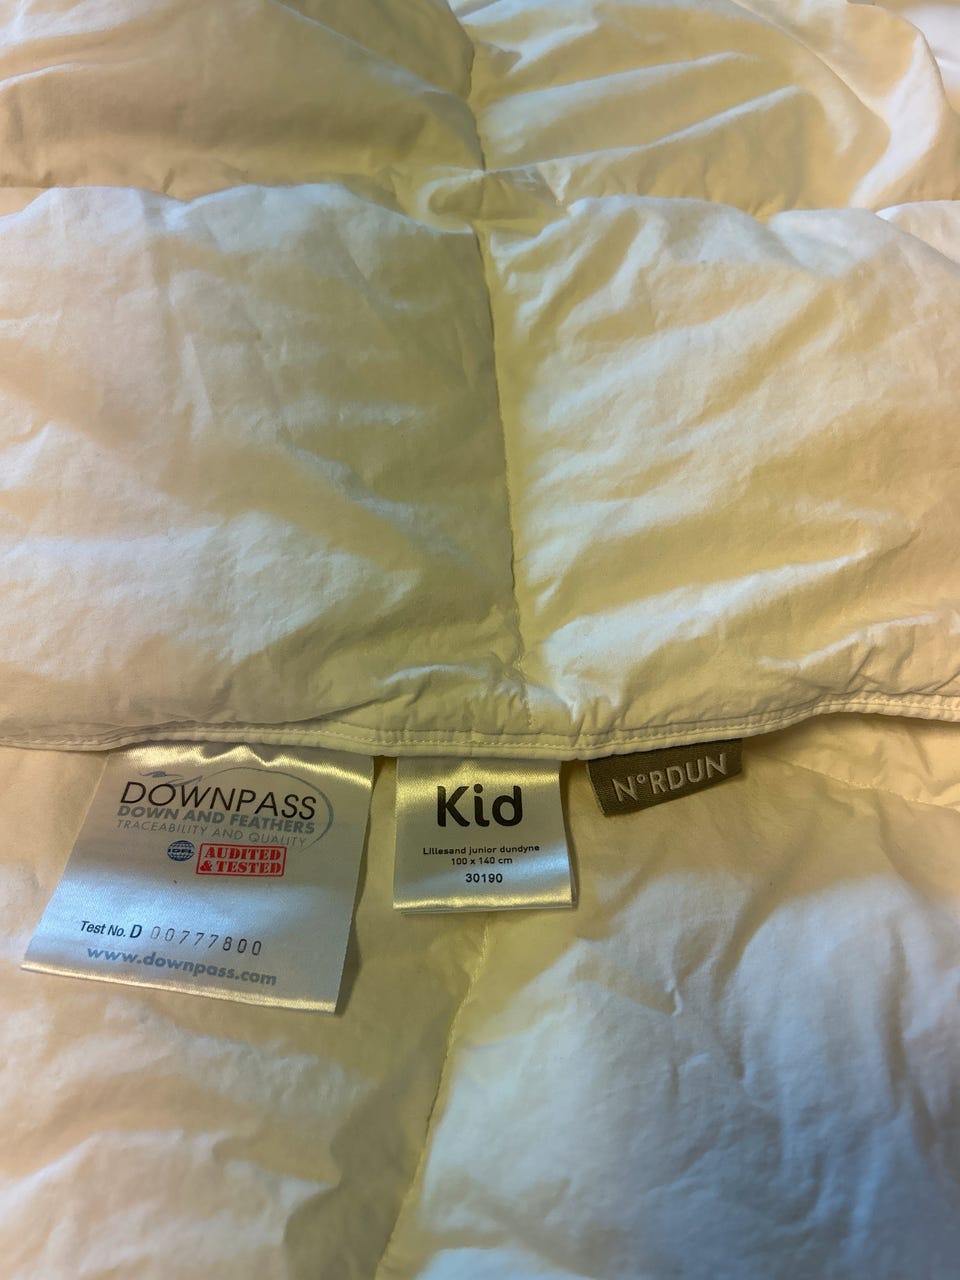 DOWNPASS
DOWN AND FEATHERS
TRACEABILITY AND QUALITY
IDFL
AUDITED
& TESTED
Test No. D 00777800
www.downpass.com
Kid
Lillesand junior dundyne
100 x 140 cm
30190
N°RDUN